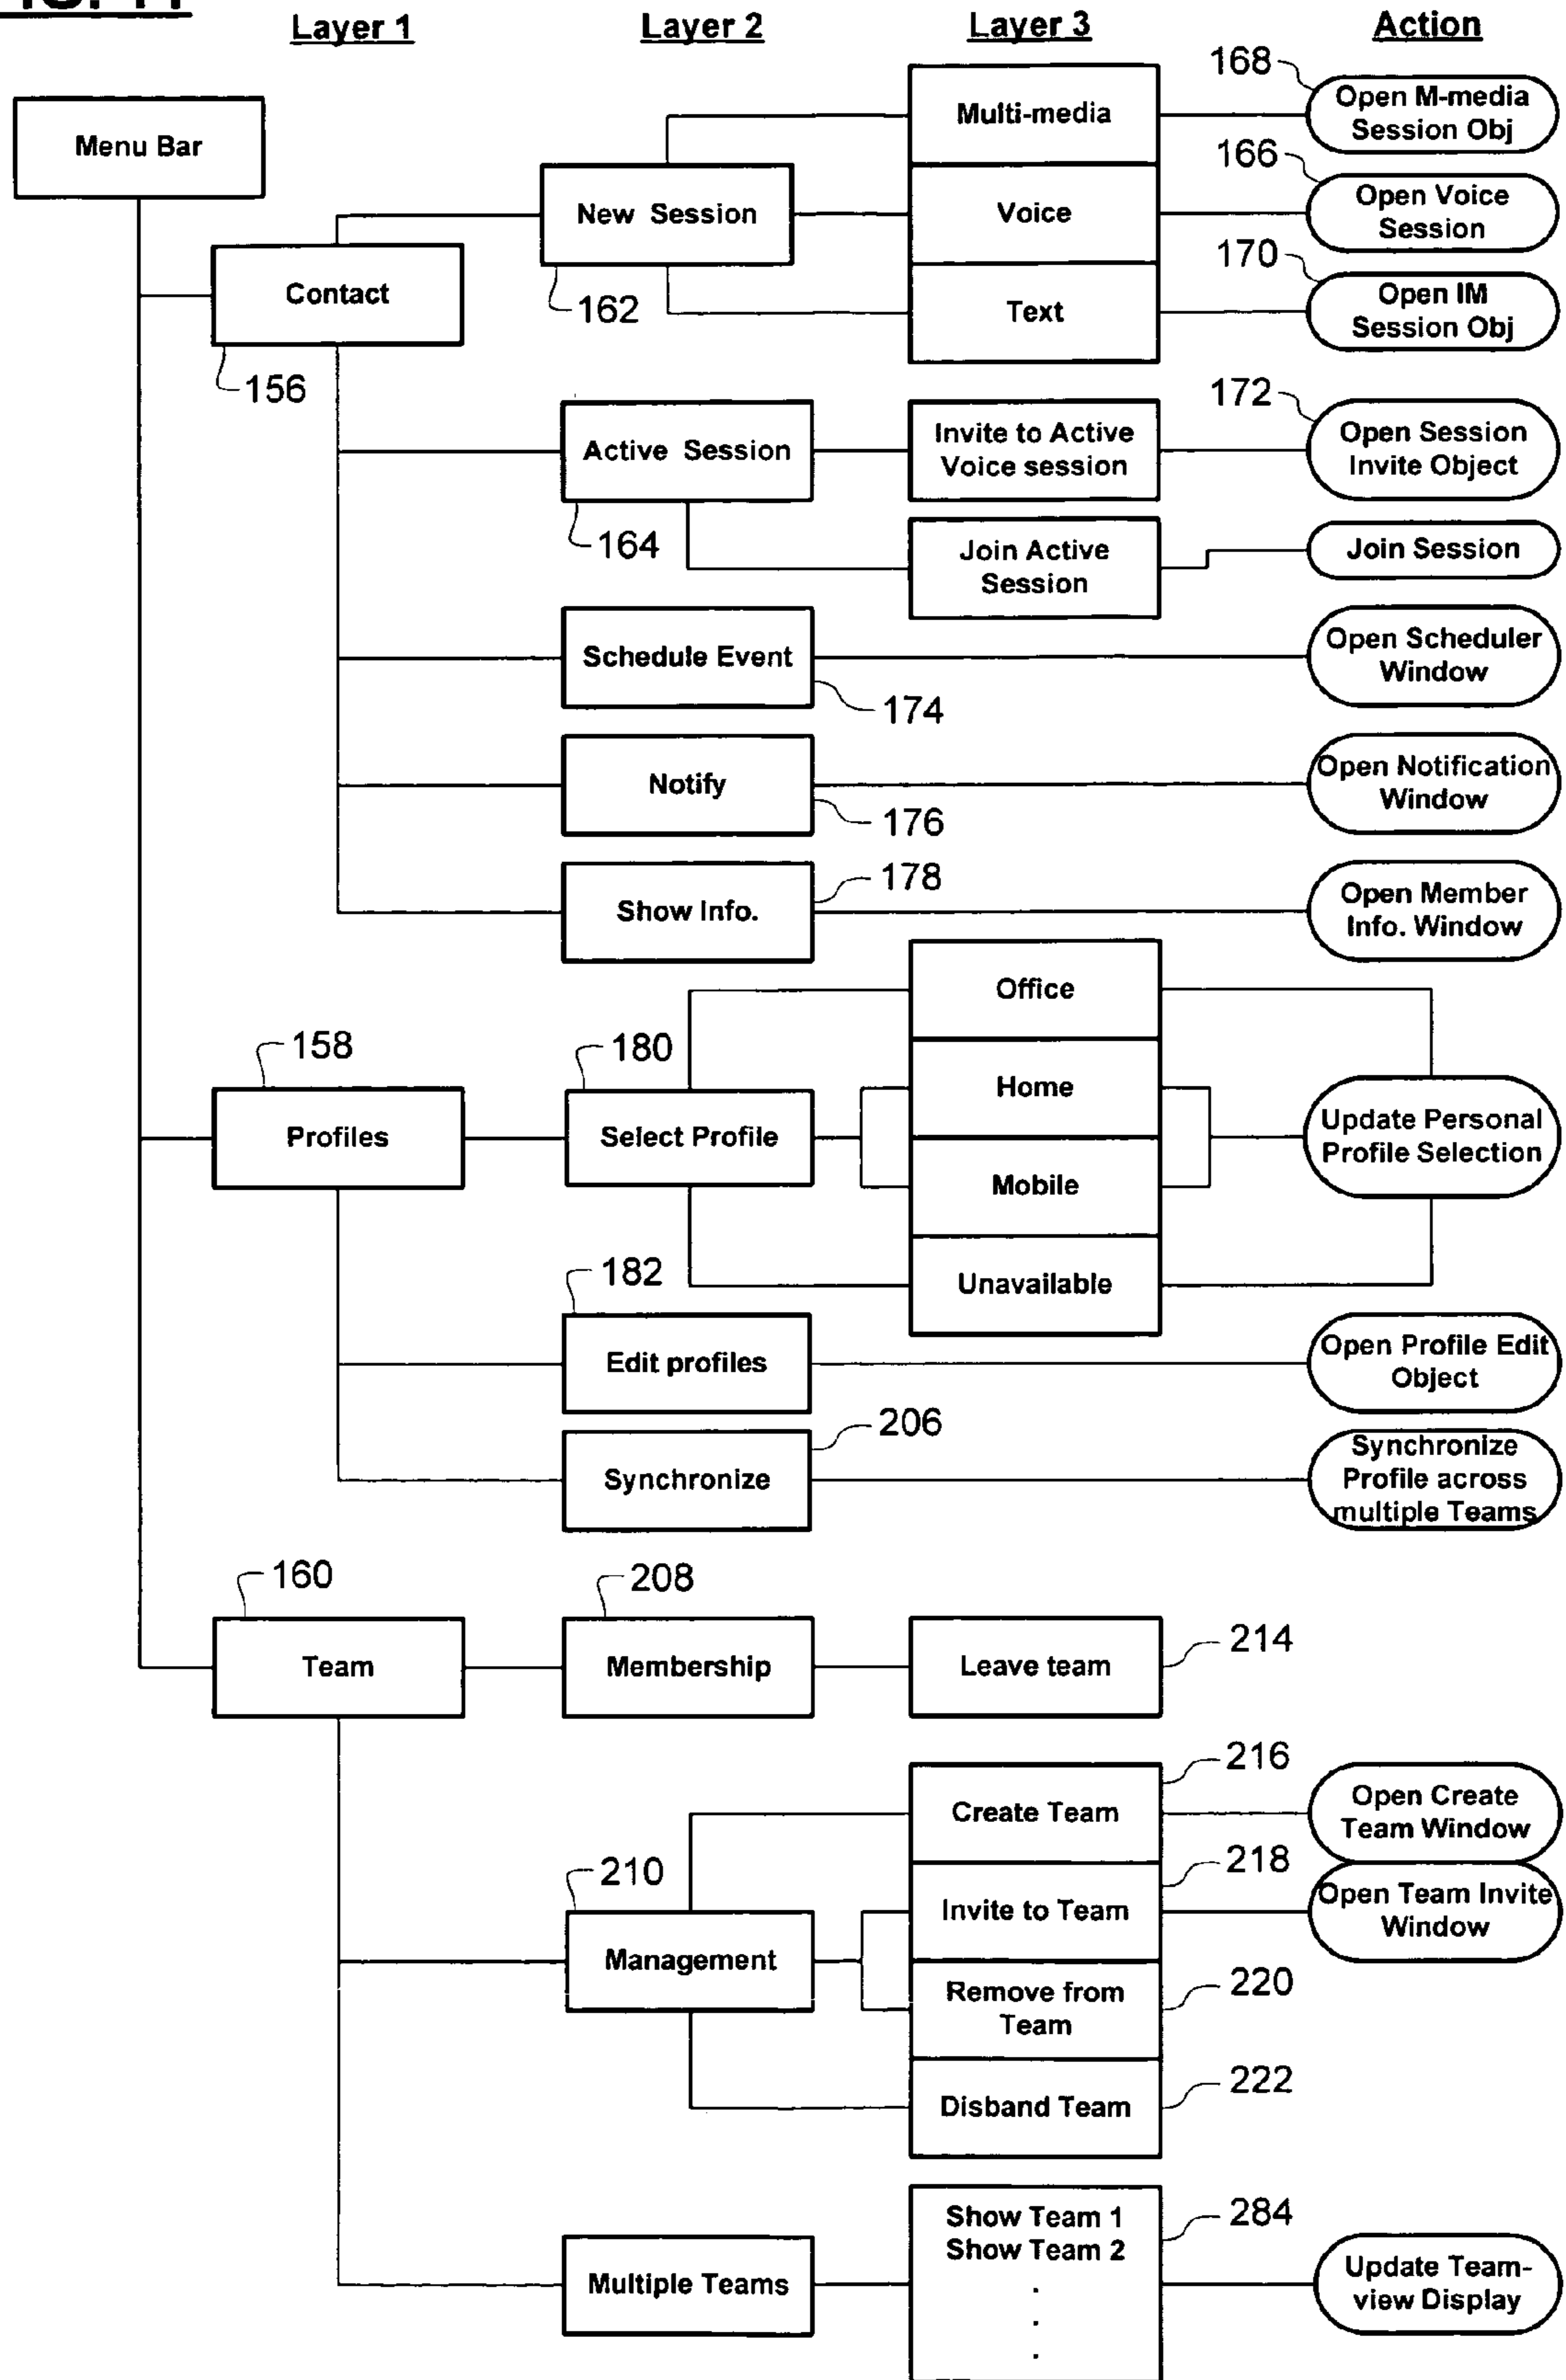 FIG. 11
Layer 1
Layer 2
Layer 3
Action
Menu Bar
Contact
156
New Session
162
Multi-media
Voice
Text
168
Open M-media
Session Obj
166
Open Voice
Session
170
Open IM
Session Obj
Active Session
164
Invite to Active
Voice session
172
Open Session
Invite Object
Join Active
Session
Join Session
Schedule Event
174
Open Scheduler
Window
Notify
176
Open Notification
Window
Show Info.
178
Open Member
Info. Window
158
Profiles
180
Select Profile
Office
Home
Mobile
Unavailable
Update Personal
Profile Selection
182
Edit profiles
Open Profile Edit
Object
206
Synchronize
Synchronize
Profile across
multiple Teams
160
Team
208
Membership
Leave team
214
210
Management
Create Team
216
Open Create
Team Window
Invite to Team
218
Open Team Invite
Window
Remove from
Team
220
Disband Team
222
Multiple Teams
Show Team 1
Show Team 2
.
.
.
284
Update Team-
view Display